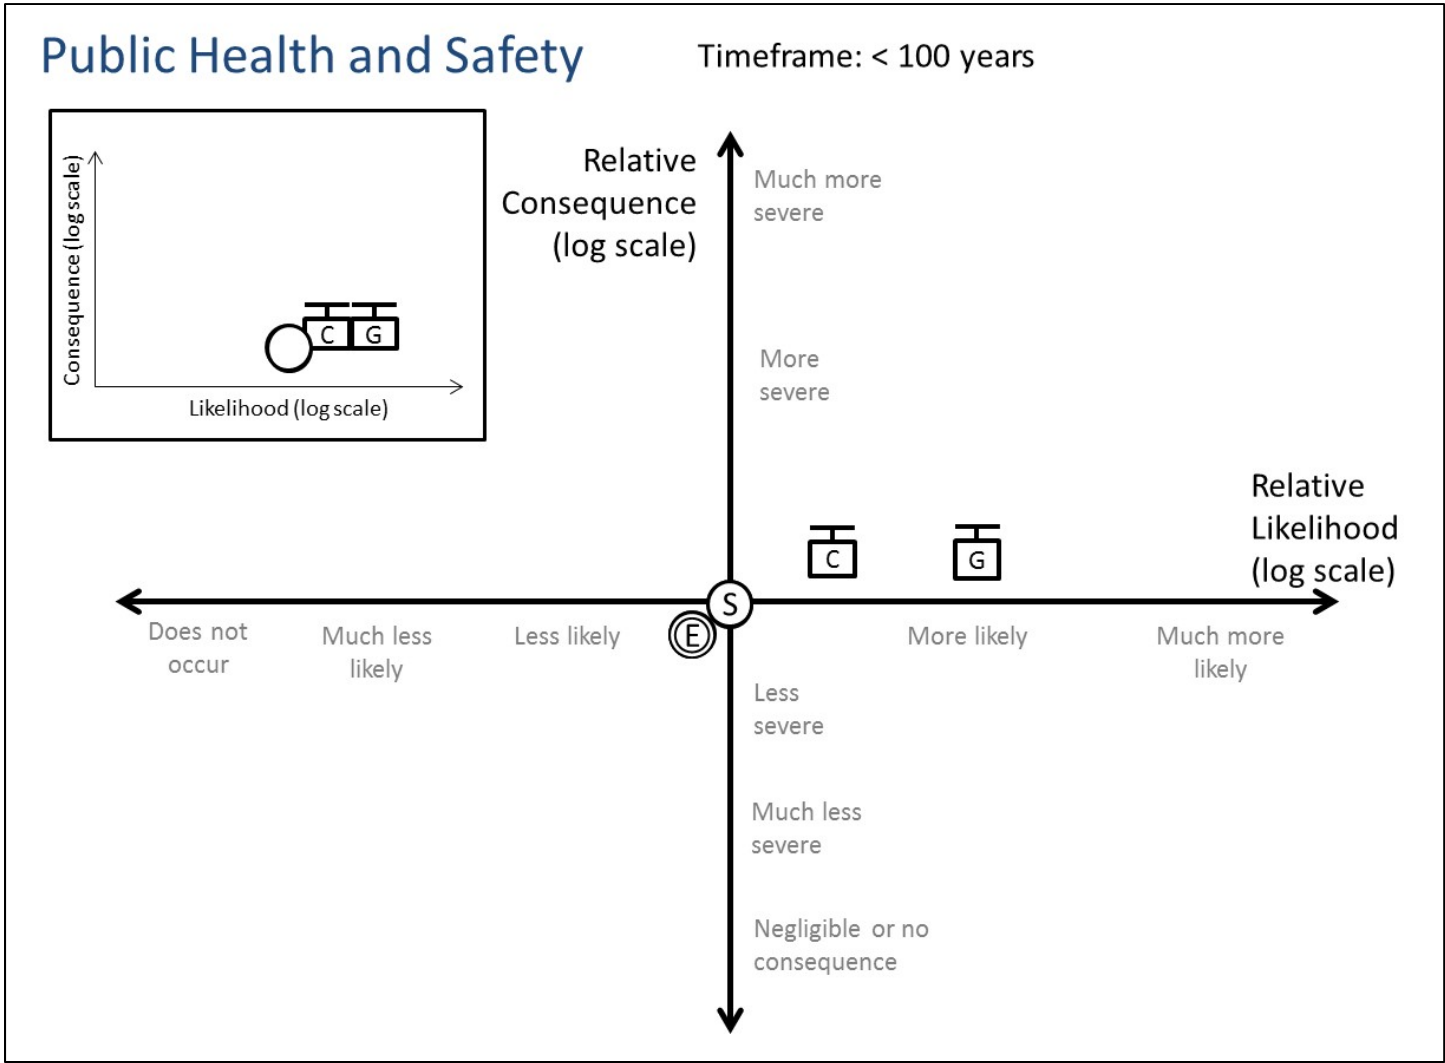 Public Health and Safety
Timeframe: < 100 years
Consequence (log scale)
C
G
Likelihood (log scale)
Relative
Consequence
(log scale)
Much more
severe
More
severe
Relative
Likelihood
(log scale)
C
G
S
E
Does not
occur
Much less
likely
Less likely
More likely
Much more
likely
Less
severe
Much less
severe
Negligible or no
consequence